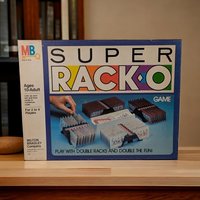 MB
SUPER
RACK-O
GAME
Ages
10-Adult
For 2 to 4
Players
MILTON
BRADLEY
Company
PLAY WITH DOUBLE RACKS AND DOUBLE THE FUN!